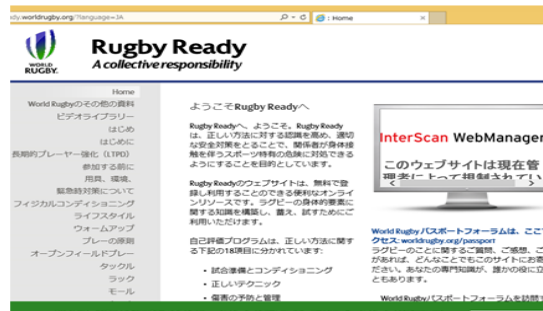 dy.worldrugby.org/?language=JA
: Home
WORLD
RUGBY.
Rugby Ready
A collective responsibility
Home
World Rugbyのその他の資料
ビデオライブラリー
はじめ
はじめに
長期的プレーヤー強化（LTPD）
参加する前に
用具、環境、
緊急時対策について
フィジカルコンディショニング
ライフスタイル
ウォームアップ
プレーの原則
オープンフィールドプレー
タックル
ラック
モール
ようこそRugby Readyへ
Rugby Readyへ、ようこそ。Rugby Ready
は、正しい方法に対する認識を高め、適切
な安全対策をとることで、関係者が身体接
触を伴うスポーツ特有の危険に対処できる
ようにすることを目的としています。
Rugby Readyのウェブサイトは、無料で登
録し利用することのできる便利なオンライ
ンリソースです。ラグビーの身体的要素に
関する知識を構築し、蓄え、試すためにご
利用いただけます。
自己評価プログラムは、正しい方法に関す
る下記の18項目に分かれています：
• 試合準備とコンディショニング
• 正しいテクニック
• 傷害の予防と管理
InterScan WebManager
このウェブサイトは現在管
理者によって規制されてい
World Rugby パスポートフォーラムは、ここ
クセス: worldrugby.org/passport
ラグビーのことに関するご質問、ご感想、ご
があれば、どんなことでもこのサイトにお寄
ださい。あなたの専門知識が、誰かの役に立
ともあります。
World Rugbyパスポートフォーラムを訪問す